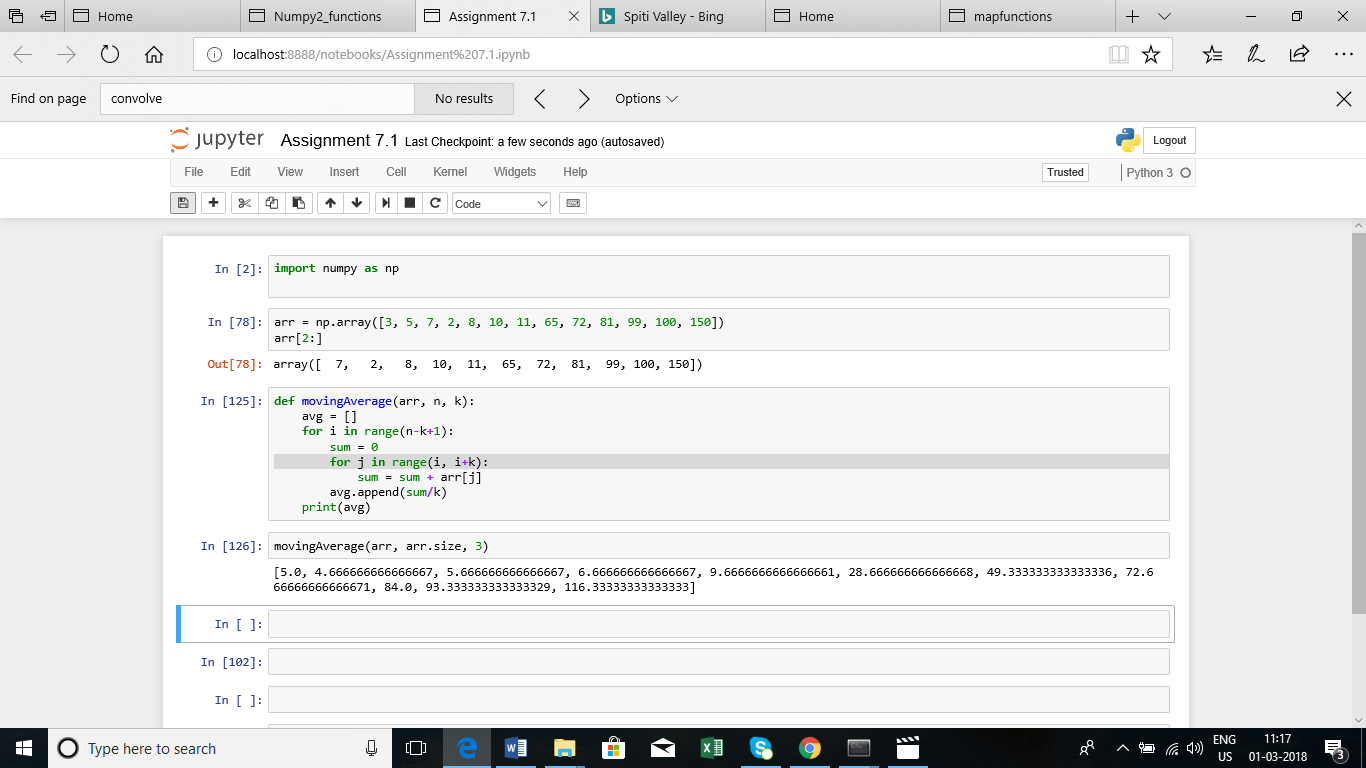 Home
Numpy2_functions
Assignment 7.1
Spiti Valley - Bing
Home
mapfunctions
localhost:8888/notebooks/Assignment%207.1.ipynb
Find on page
convolve
No results
Options
jupyter
Assignment 7.1 Last Checkpoint: a few seconds ago (autosaved)
Logout
File Edit View Insert Cell Kernel Widgets Help
Trusted
Python 3
Code
In [2]:
import numpy as np
In [78]:
arr = np.array([3, 5, 7, 2, 8, 10, 11, 65, 72, 81, 99, 100, 150])
arr[2:]
Out[78]:
array([  7,   2,   8,  10,  11,  65,  72,  81,  99, 100, 150])
In [125]:
def movingAverage(arr, n, k):
    avg = []
    for i in range(n-k+1):
        sum = 0
        for j in range(i, i+k):
            sum = sum + arr[j]
        avg.append(sum/k)
    print(avg)
In [126]:
movingAverage(arr, arr.size, 3)
[5.0, 4.666666666666667, 5.666666666666667, 6.666666666666667, 9.6666666666666661, 28.666666666666668, 49.333333333333336, 72.6
66666666666671, 84.0, 93.333333333333329, 116.33333333333333]
In [ ]:
In [102]:
In [ ]:
Type here to search
ENG
US
11:17
01-03-2018
3